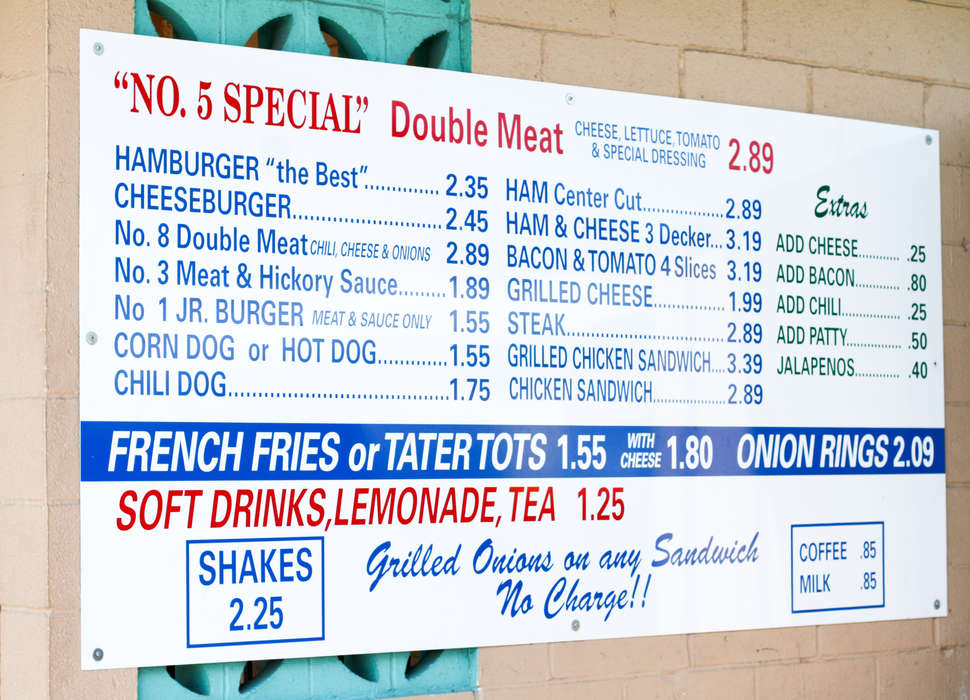 “NO. 5 SPECIAL” Double Meat CHEESE, LETTUCE, TOMATO & SPECIAL DRESSING 2.89
HAMBURGER “the Best”.............. 2.35
CHEESEBURGER........................ 2.45
No. 8 Double Meat CHILI, CHEESE & ONIONS 2.89
No. 3 Meat & Hickory Sauce......... 1.89
No 1 JR. BURGER MEAT & SAUCE ONLY 1.55
CORN DOG or HOT DOG............. 1.55
CHILI DOG.....................................1.75
HAM Center Cut..................2.89
HAM & CHEESE 3 Decker...3.19
BACON & TOMATO 4 Slices 3.19
GRILLED CHEESE................1.99
STEAK....................................2.89
GRILLED CHICKEN SANDWICH....3.39
CHICKEN SANDWICH......................2.89
Extras
ADD CHEESE............ .25
ADD BACON............. .80
ADD CHILI................ .25
ADD PATTY............... .50
JALAPENOS............ .40
FRENCH FRIES or TATER TOTS 1.55 WITH CHEESE 1.80 ONION RINGS 2.09
SOFT DRINKS, LEMONADE, TEA 1.25
SHAKES
2.25
Grilled Onions on any Sandwich
No Charge!!
COFFEE .85
MILK .85